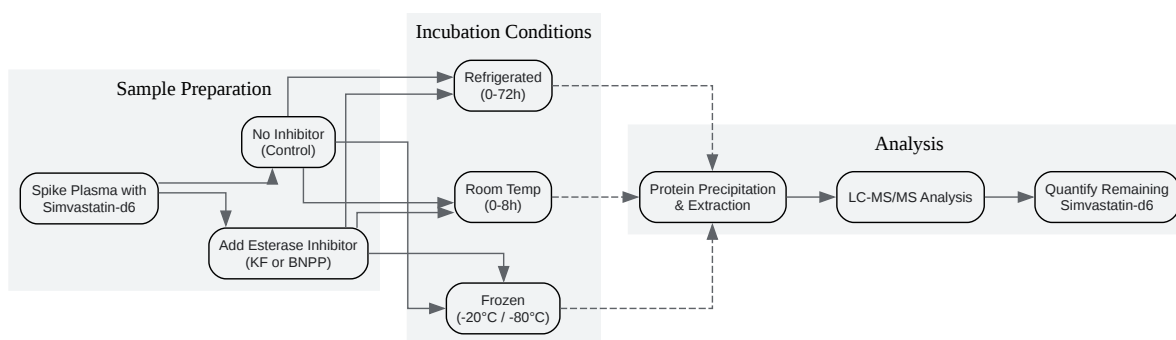 Sample Preparation
Spike Plasma with
Simvastatin-d6
No Inhibitor
(Control)
Add Esterase Inhibitor
(KF or BNPP)
Incubation Conditions
Refrigerated
(0-72h)
Room Temp
(0-8h)
Frozen
(-20°C / -80°C)
Analysis
Protein Precipitation
& Extraction
LC-MS/MS Analysis
Quantify Remaining
Simvastatin-d6